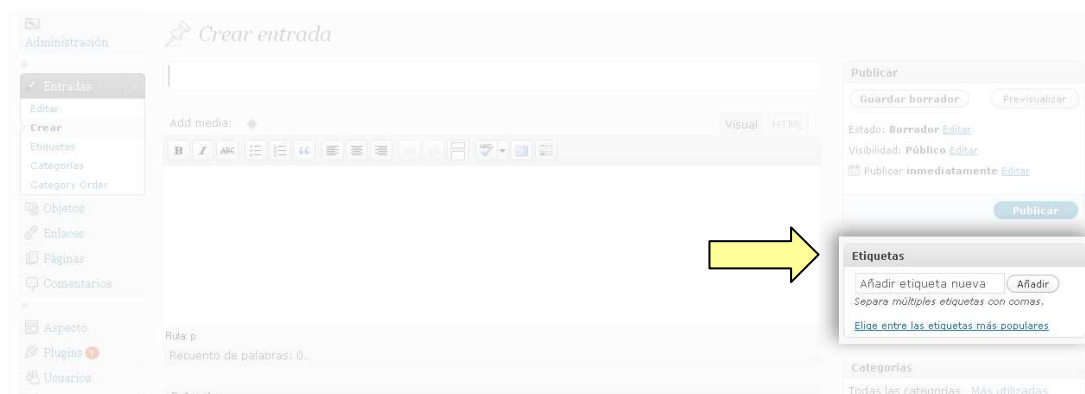 Administración
Crear entrada
Entradas
Editar
Crear
Etiquetas
Categorías
Category Order
Objetos
Enlaces
Páginas
Comentarios
Aspecto
Plugins 1
Usuarios
Add media:
Visual HTML
B I ABC
ABC
Ruta: p
Recuento de palabras: 0.
Publicar
Guardar borrador Previsualizar
Estado: Borrador Editar
Visibilidad: Público Editar
Publicar inmediatamente Editar
Publicar
Etiquetas
Añadir etiqueta nueva Añadir
Separa múltiples etiquetas con comas.
Elige entre las etiquetas más populares
Categorías
Todas las categorías Más utilizadas